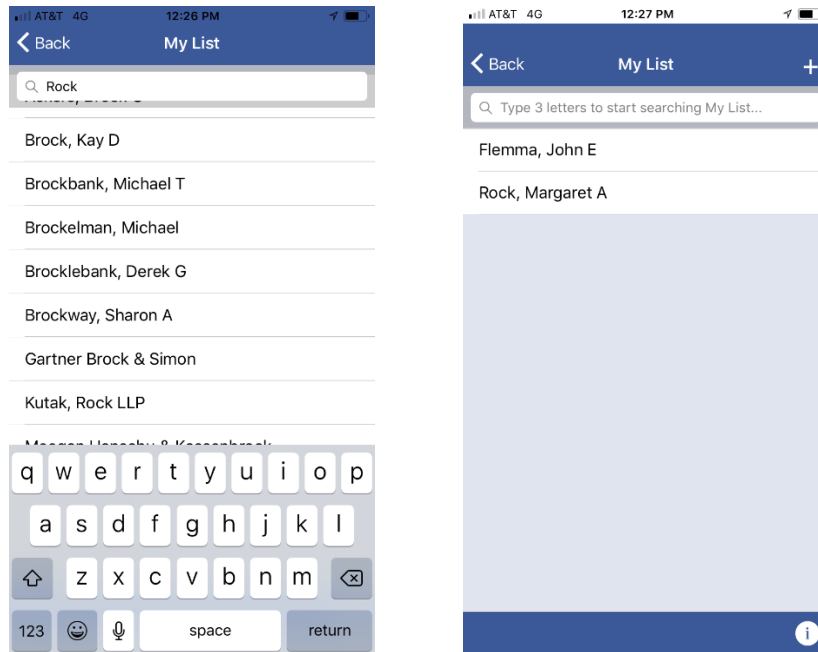 AT&T 4G 12:26 PM
Back My List
Rock
Brock, Kay D
Brockbank, Michael T
Brockelman, Michael
Brocklebank, Derek G
Brockway, Sharon A
Gartner Brock & Simon
Kutak, Rock LLP
q w e r t y u i o p
a s d f g h j k l
z x c v b n m
123 space return
AT&T 4G 12:27 PM
Back My List +
Type 3 letters to start searching My List...
Flemma, John E
Rock, Margaret A
i